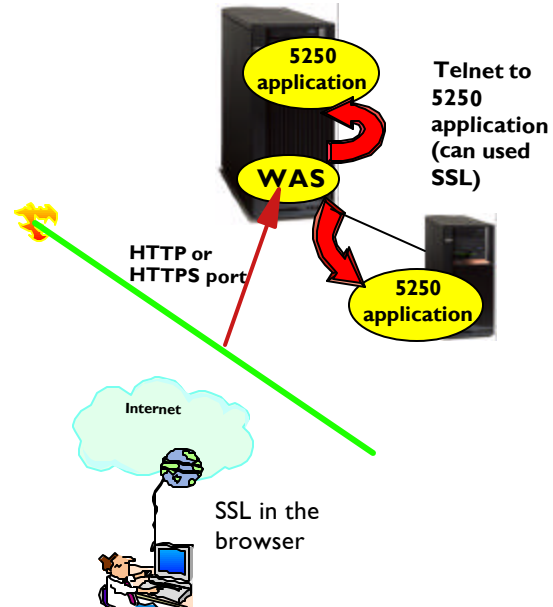 5250
application
Telnet to
5250
application
(can used
SSL)
WAS
HTTP or
HTTPS port
5250
application
Internet
SSL in the
browser